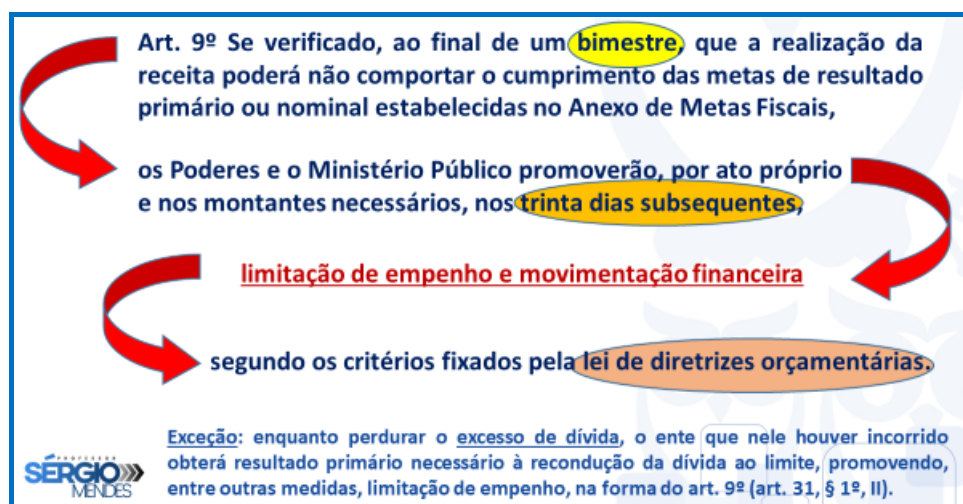 Art. 9º Se verificado, ao final de um bimestre, que a realização da
receita poderá não comportar o cumprimento das metas de resultado
primário ou nominal estabelecidas no Anexo de Metas Fiscais,
os Poderes e o Ministério Público promoverão, por ato próprio
e nos montantes necessários, nos trinta dias subsequentes,
limitação de empenho e movimentação financeira
segundo os critérios fixados pela lei de diretrizes orçamentárias.
Exceção: enquanto perdurar o excesso de dívida, o ente que nele houver incorrido
obterá resultado primário necessário à recondução da dívida ao limite, promovendo,
entre outras medidas, limitação de empenho, na forma do art. 9º (art. 31, § 1º, II).
PROFESSOR
SÉRGIO
MENDES